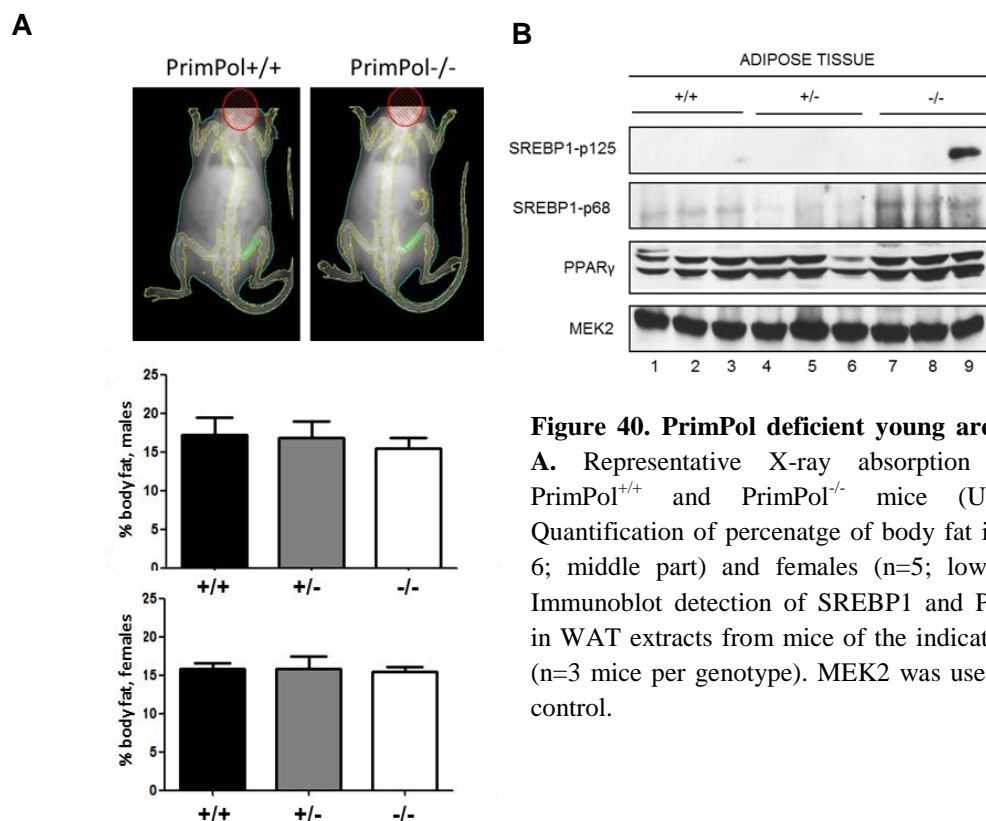 A
PrimPol+/+ PrimPol-/-
25
20
15
10
5
0
% body fat, males
+/+ +/- -/-
25
20
15
10
5
0
% body fat, females
+/+ +/- -/-
B
ADIPOSE TISSUE
+/+ +/- -/-
SREBP1-p125
SREBP1-p68
PPARγ
MEK2
1 2 3 4 5 6 7 8 9
Figure 40. PrimPol deficient young are
A. Representative X-ray absorption
PrimPol+/+ and PrimPol-/- mice (U
Quantification of percenatge of body fat i
6; middle part) and females (n=5; low
Immunoblot detection of SREBP1 and P
in WAT extracts from mice of the indicat
(n=3 mice per genotype). MEK2 was use
control.